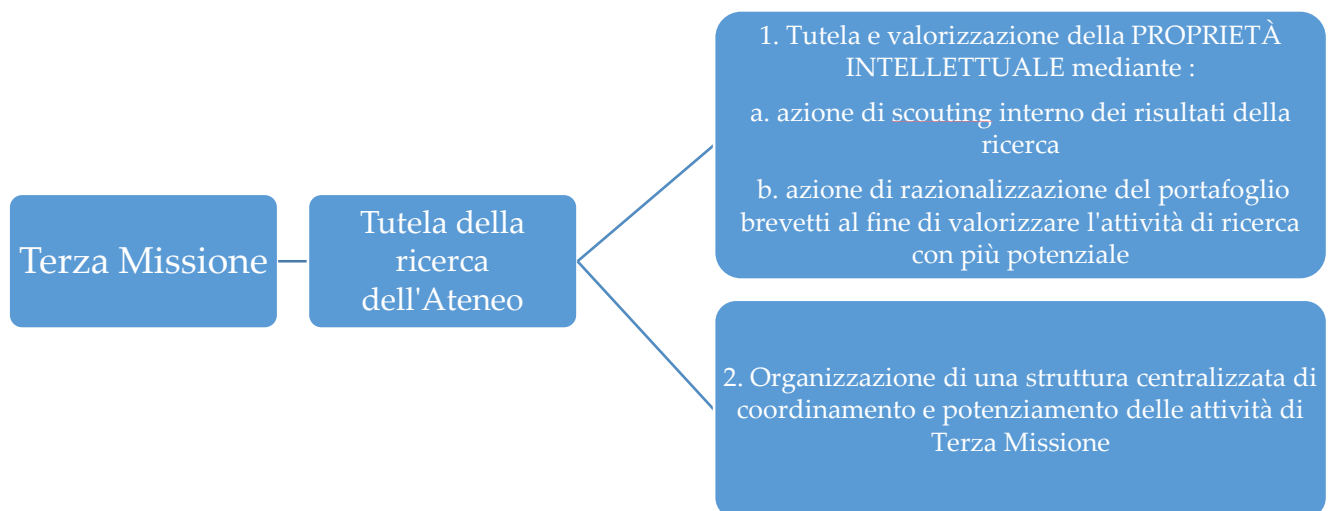 Terza Missione
Tutela della
ricerca
dell'Ateneo
1. Tutela e valorizzazione della PROPRIETÀ
INTELLETTUALE mediante :
a. azione di scouting interno dei risultati della
ricerca
b. azione di razionalizzazione del portafoglio
brevetti al fine di valorizzare l'attività di ricerca
con più potenziale
2. Organizzazione di una struttura centralizzata di
coordinamento e potenziamento delle attività di
Terza Missione